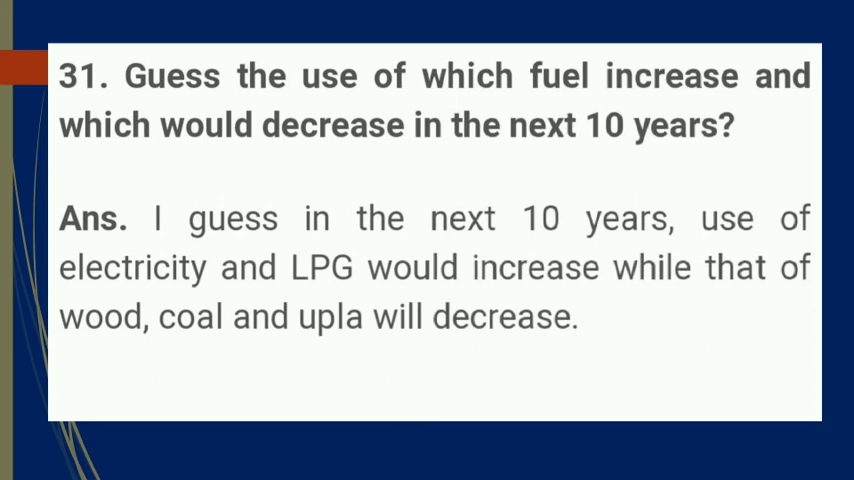 31. Guess the use of which fuel increase and
which would decrease in the next 10 years?
Ans. I guess in the next 10 years, use of
electricity and LPG would increase while that of
wood, coal and upla will decrease.